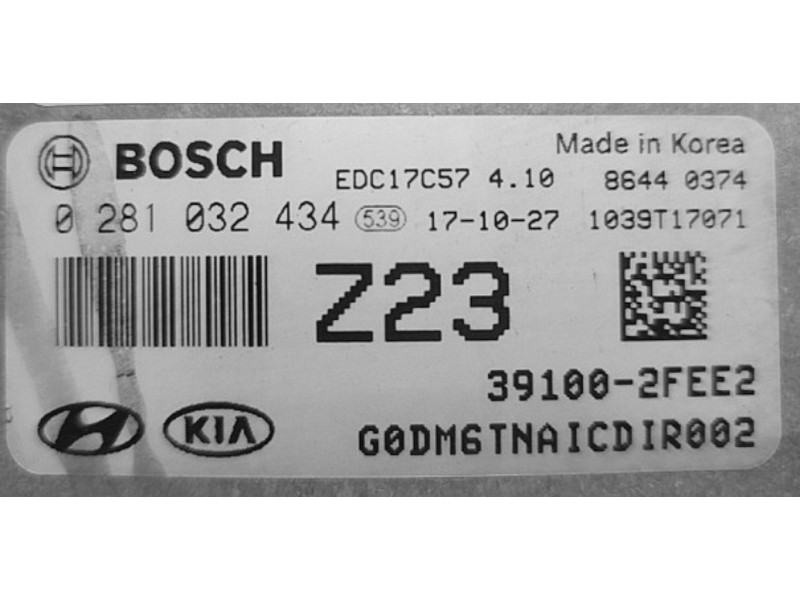 BOSCH
Made in Korea
EDC17C57 4.10
8644 0374
0 281 032 434
539
17-10-27
1039T17071
Z23
39100-2FEE2
KIA
G0DM6TNAICDIR002